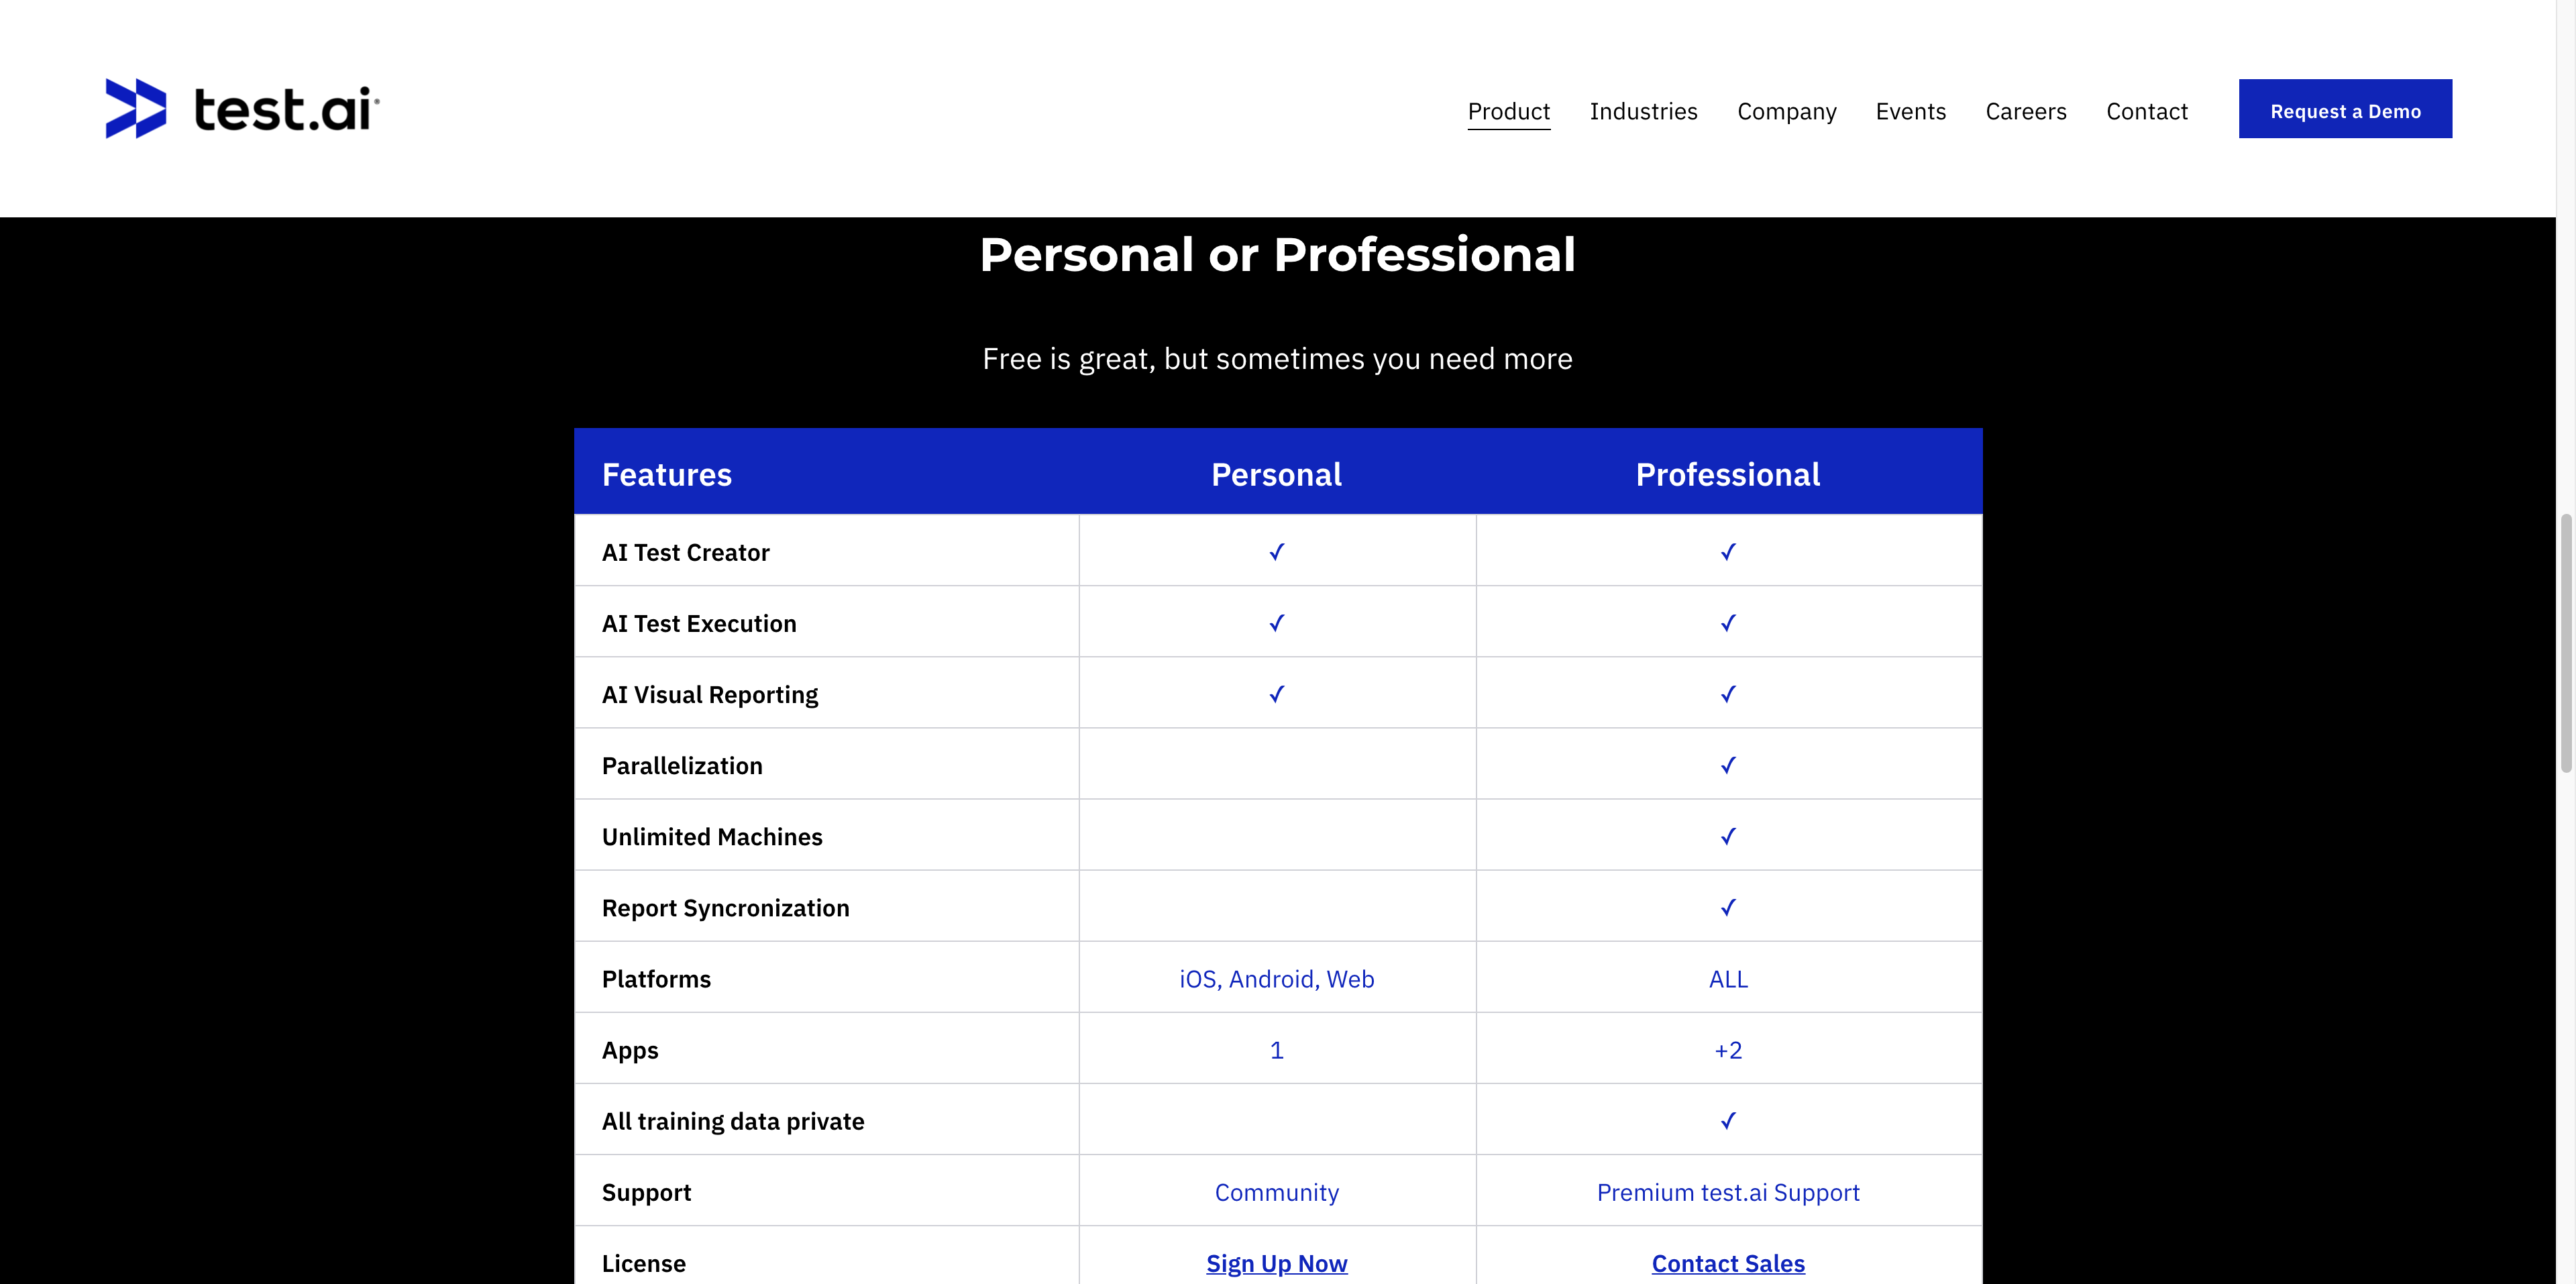 test.ai
Product Industries Company Events Careers Contact Request a Demo
Personal or Professional
Free is great, but sometimes you need more
Features Personal Professional
AI Test Creator ✓ ✓
AI Test Execution ✓ ✓
AI Visual Reporting ✓ ✓
Parallelization ✓
Unlimited Machines ✓
Report Syncronization ✓
Platforms iOS, Android, Web ALL
Apps 1 +2
All training data private ✓
Support Community Premium test.ai Support
License Sign Up Now Contact Sales